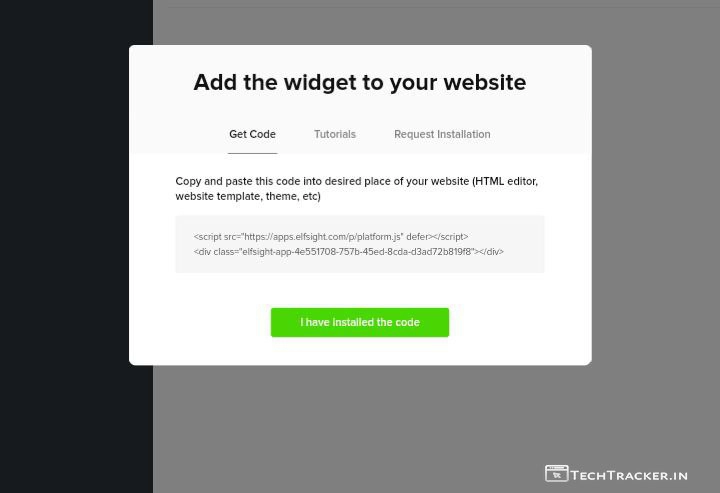 Add the widget to your website
Get Code Tutorials Request Installation
Copy and paste this code into desired place of your website (HTML editor,
website template, theme, etc)
<script src="https://apps.elfsight.com/p/platform.js" defer></script>
<div class="elfsight-app-4e551708-757b-45ed-8cda-d3ad72b819f8"></div>
I have installed the code
TECHTRACKER.IN